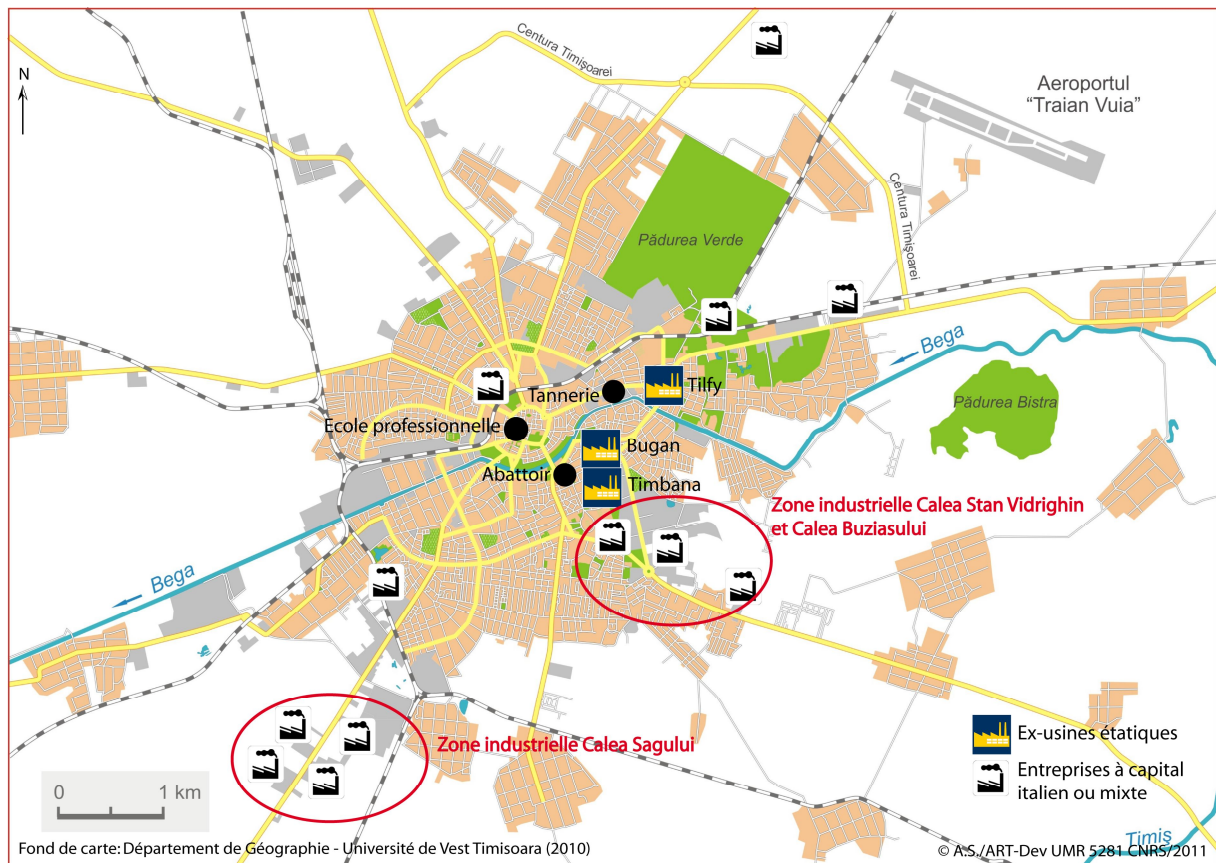 Centura Timişoarei
N
Aeroportul
"Traian Vuia"
Centura Timişoarei
Pădurea Verde
Bega
Tannerie
Tilfy
Pădurea Bistra
Ecole professionnelle
Bugan
Abattoir
Timbana
Zone industrielle Calea Stan Vidrighin
et Calea Buziasului
Bega
Zone industrielle Calea Sagului
Ex-usines étatiques
Entreprises à capital
italien ou mixte
0 1 km
Timiş
Fond de carte: Département de Géographie - Université de Vest Timisoara (2010)
© A.S./ART-Dev UMR 5281 CNRS/2011